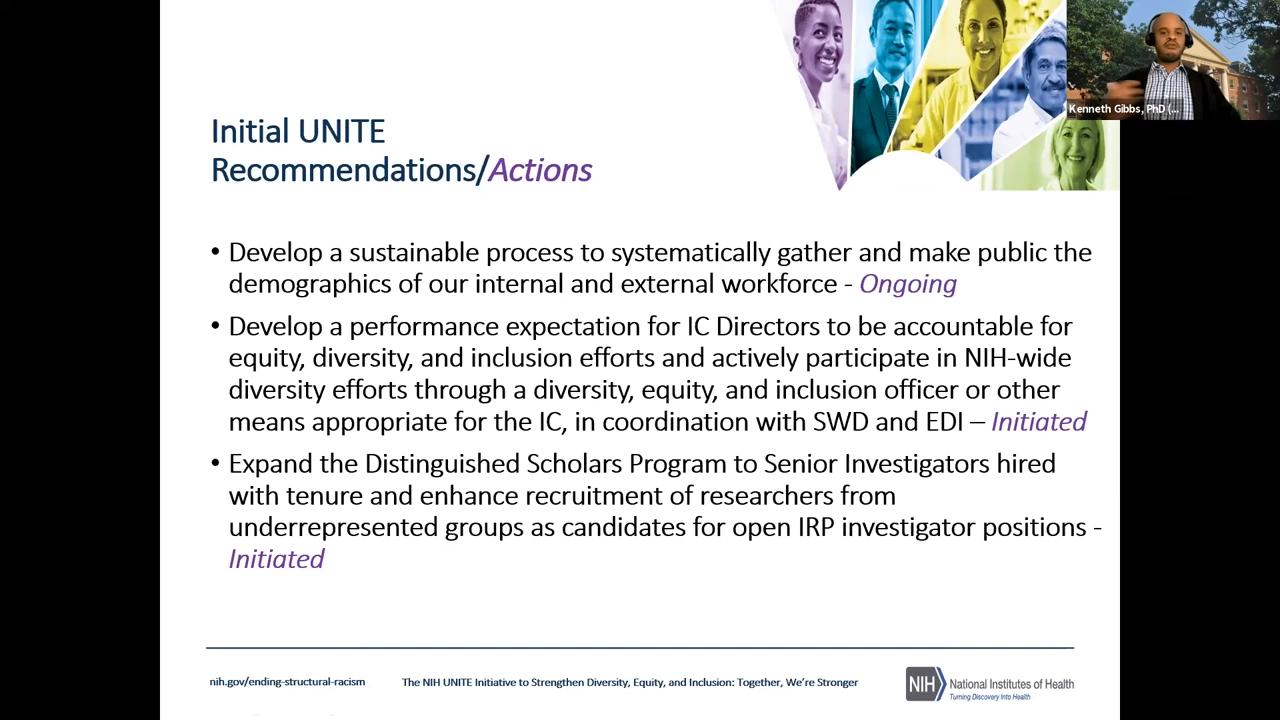 Kenneth Gibbs, PhD (...
Initial UNITE
Recommendations/Actions
• Develop a sustainable process to systematically gather and make public the
demographics of our internal and external workforce - Ongoing
• Develop a performance expectation for IC Directors to be accountable for
equity, diversity, and inclusion efforts and actively participate in NIH-wide
diversity efforts through a diversity, equity, and inclusion officer or other
means appropriate for the IC, in coordination with SWD and EDI – Initiated
• Expand the Distinguished Scholars Program to Senior Investigators hired
with tenure and enhance recruitment of researchers from
underrepresented groups as candidates for open IRP investigator positions -
Initiated
nih.gov/ending-structural-racism
The NIH UNITE Initiative to Strengthen Diversity, Equity, and Inclusion: Together, We're Stronger
NIH
National Institutes of Health
Turning Discovery Into Health